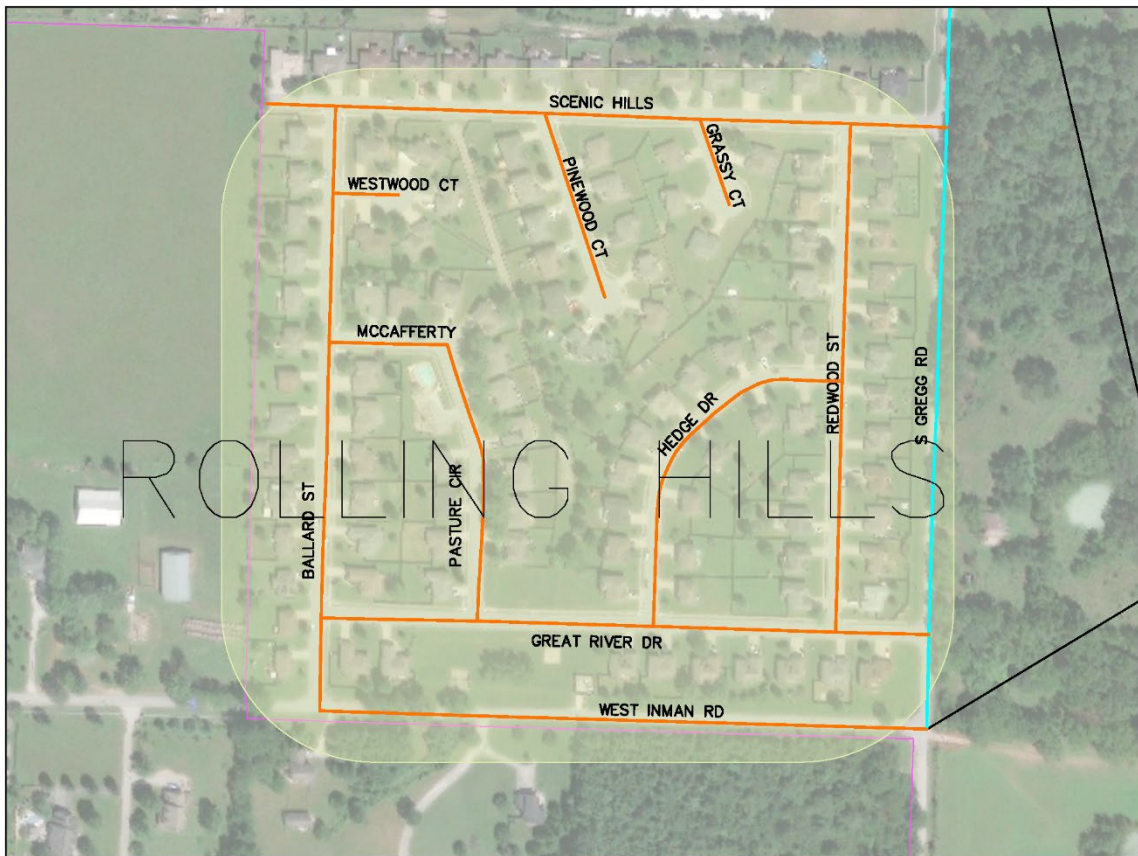 SCENIC HILLS
GRASSY CT
PINEWOOD CT
WESTWOOD CT
MCCAFFERTY
REDWOOD ST
S GREGG RD
HEDGE DR
ROLLING HILLS
PASTURE CIR
BALLARD ST
GREAT RIVER DR
WEST INMAN RD